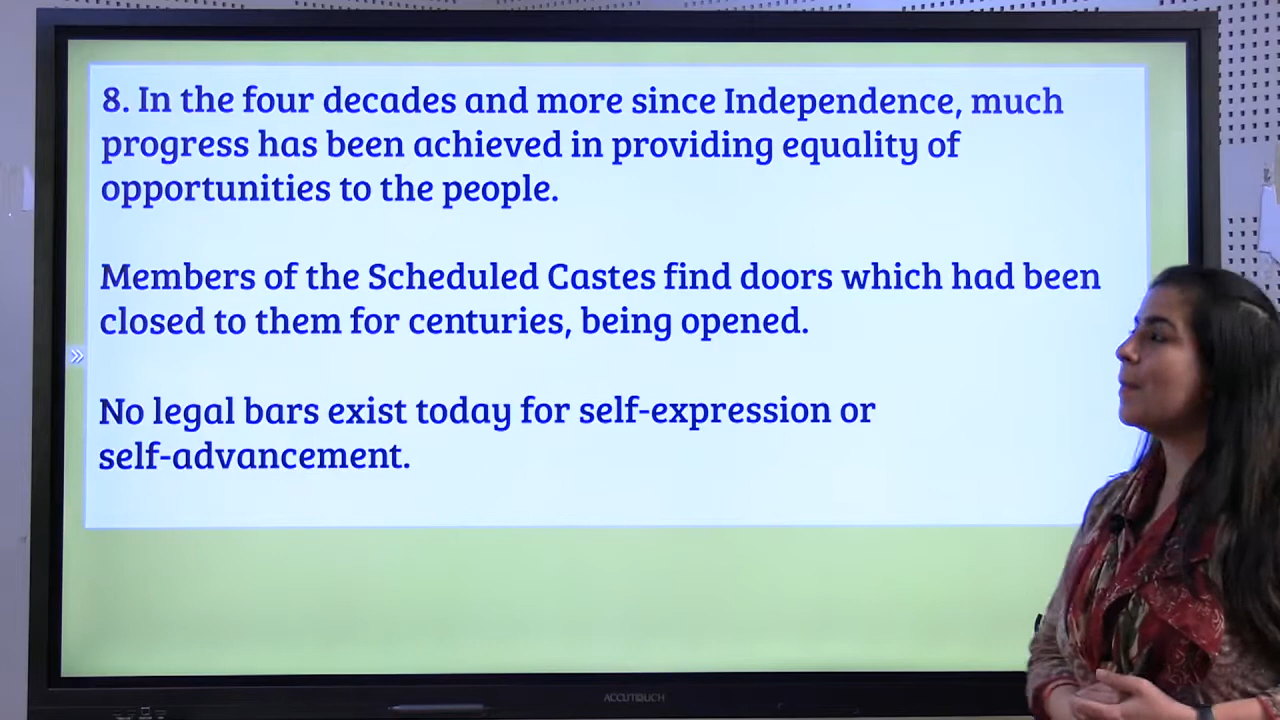 8. In the four decades and more since Independence, much
progress has been achieved in providing equality of
opportunities to the people.
Members of the Scheduled Castes find doors which had been
closed to them for centuries, being opened.
»
No legal bars exist today for self-expression or
self-advancement.
ACCUTOUCH